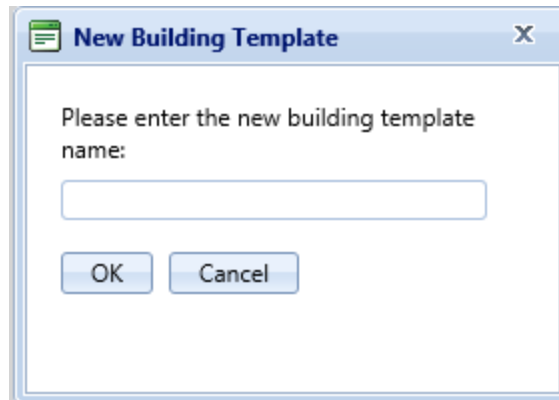 New Building Template
Please enter the new building template
name:
OK Cancel